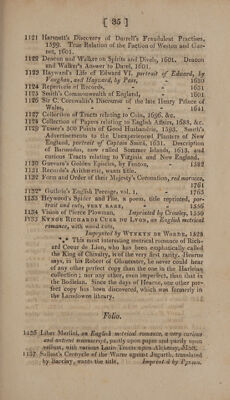 [ 35 ]
1121 Harsnett's Discovery of Darrell's Fraudulent Practises,
1599. True Relation of the Faction of Weston and Gar-
net, 1601.
1122 Deacon and Walker on Spirits and Divels, 1601. Deacon
and Walker's Answer to Darel, 1601.
1123 Hayward's Life of Edward VI, portrait of Edward, by
Vaughan, and Hayward, by Pass, 1630
1124 Repertorie of Records, 1631
1125 Smith's Commonwealth of England, 1601
1126 Sir C. Cornwallis's Discourse of the late Henry Prince of
Wales, 1641
1127 Collection of Tracts relating to Coin, 1696, &c.
1128 Collection of Papers relating to English Affairs, 1688, &c.
1129 Tusser's 500 Points of Good Husbandrie, 1593. Smith's
Advertisements to the Unexperienced Planters of New
England, portrait of Captain Smith, 1631. Description
of Barmudas, now called Sommer Islands, 1613, and
curious Tracts relating to Virginia and New England.
1130 Guevara's Golden Epistles, by Fenton, 1582
1131 Records's Arithmetic, wants title.
1132 Form and Order of their Majesty's Coronation, red morocco,
1761
1132* Guthrie's English Peerage, vol. 1, 1763
1133 Heywood's Spider and Flie, a poem, title reprinted, por-
trait and cuts, VERY RARE, 1556
1134 Vision of Pierce Plowman, Imprinted by Crowley, 1550
1135 KYNGE RICHARDE CUER DU LYON, an English metrical
romance, with wood cuts,
Imprynted by WYNKYN DE WORDE, 1528
*** This most interesting metrical romance of Rich-
ard Coeur de Lion, who has been emphatically called
the King of Chivalry, is of the very first rarity. Hearne
says, in his Robert of Gloucester, he never could hear
of any other perfect copy than the one in the Harleian
collection; nor any other, even imperfect, than that in
the Bodleian. Since the days of Hearne, one other per-
fect copy has been discovered, which was formerly in
the Lansdown library.
Folio.
1136 Liber Merlini, an English metrical romance, a very curious
and antient manuscript, partly upon paper and partly upon
vellum, with various Latin Tracts upon Alchemy, &c.
1137 Sallust's Cronycle of the Warre against Jugurth, translated
by Barclay, wants the title, Imprinted by Pynson.